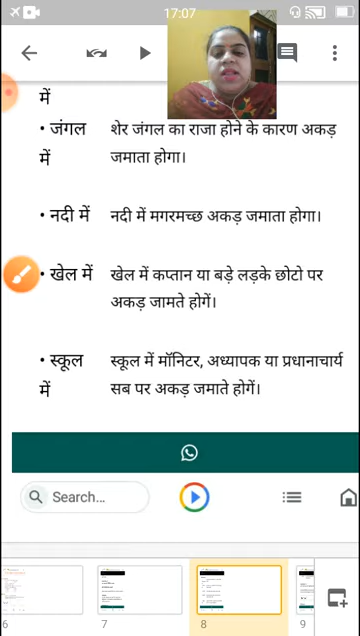 17:07
में
• जंगल शेर जंगल का राजा होने के कारण अकड़
में जमाता होगा।
• नदी में नदी में मगरमच्छ अकड़ जमाता होगा।
• खेल में खेल में कप्तान या बड़े लड़के छोटो पर
अकड़ जामते होगें।
• स्कूल स्कूल में मॉनिटर, अध्यापक या प्रधानाचार्य
में सब पर अकड़ जमाते होगें।
Search...
6 7 8 9